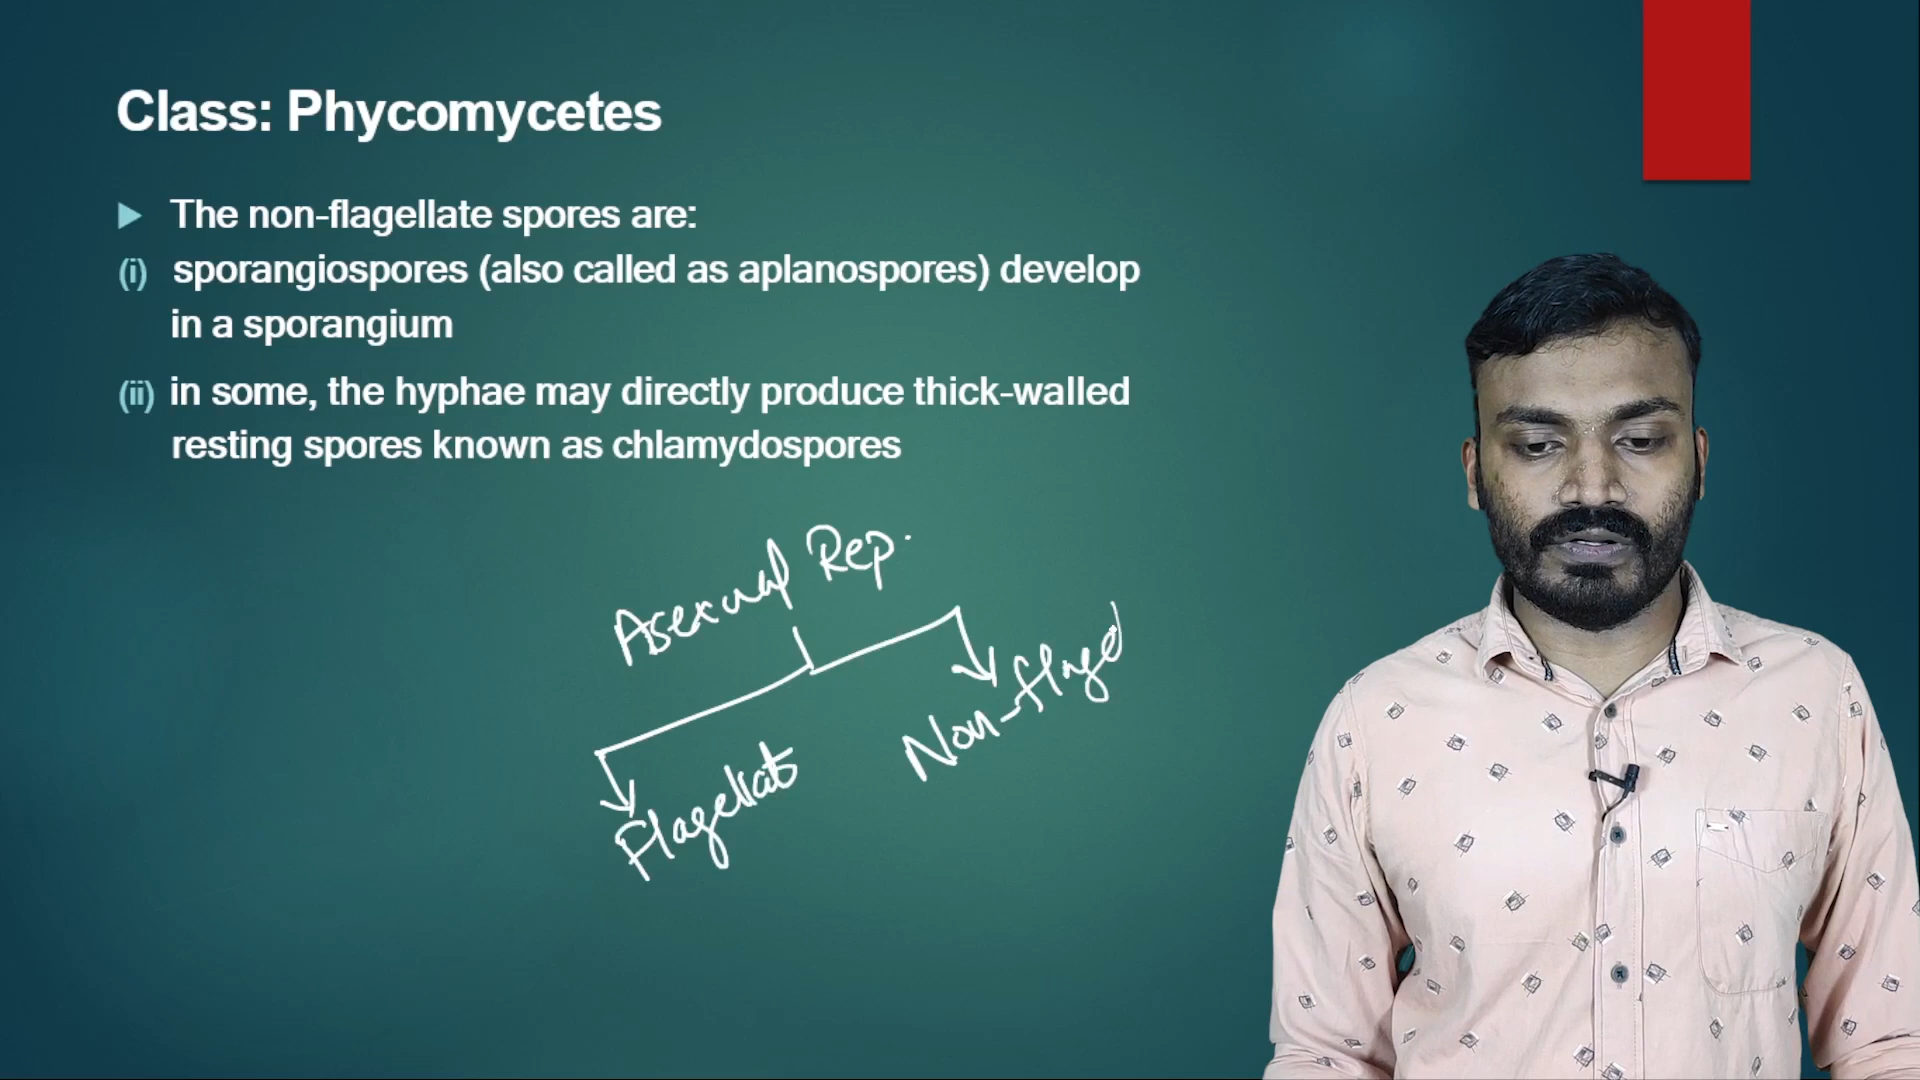 Class: Phycomycetes
The non-flagellate spores are:
(i) sporangiospores (also called as aplanospores) develop
in a sporangium
(ii) in some, the hyphae may directly produce thick-walled
resting spores known as chlamydospores
Asexual Rep.
Non-flagel
Flagellate